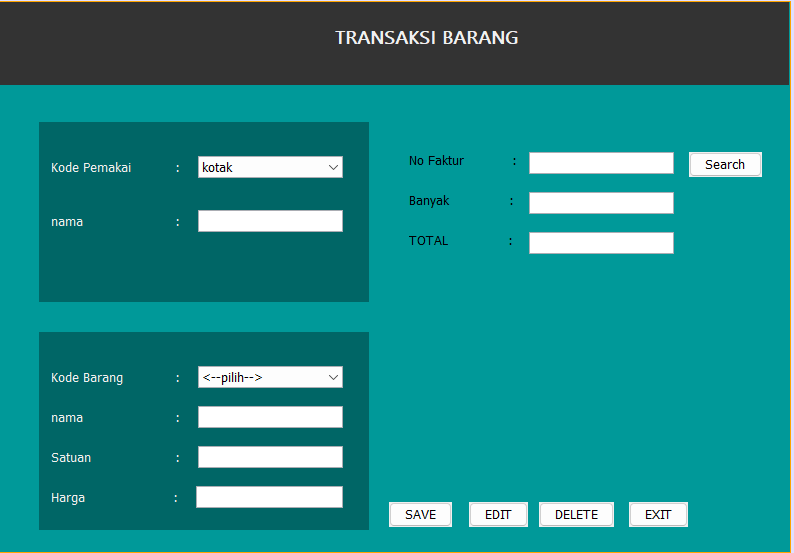 TRANSAKSI BARANG
Kode Pemakai : kotak
nama :
No Faktur : Search
Banyak :
TOTAL :
Kode Barang : <--pilih-->
nama :
Satuan :
Harga :
SAVE EDIT DELETE EXIT